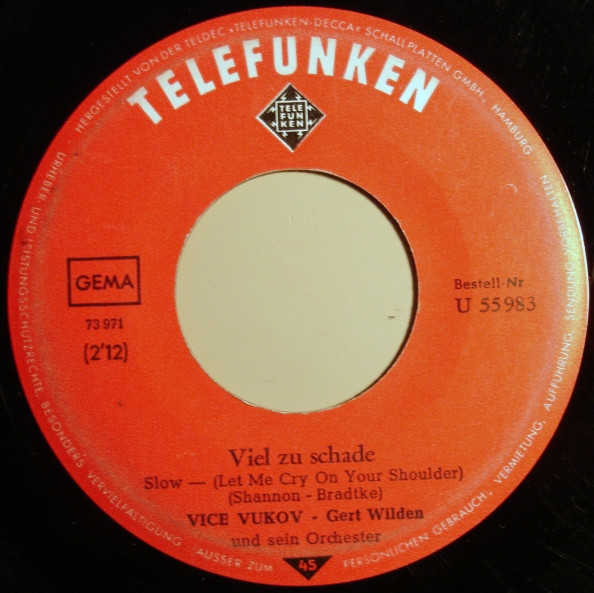 HERGESTELLT VON DER TELDEC »TELEFUNKEN-DECCA« SCHALLPLATTEN GMBH., HAMBURG
TELEFUNKEN
TELE
FUN
KEN
GEMA
73 971
(2'12)
Bestell-Nr
U 55983
Viel zu schade
Slow — (Let Me Cry On Your Shoulder)
(Shannon - Bradtke)
VICE VUKOV - Gert Wilden
und sein Orchester
45
URHEBER- UND LEISTUNGSSCHUTZRECHTE, BESONDERS VERVIELFÄLTIGUNG (AUSSER ZUM PERSÖNLICHEN GEBRAUCH), VERMIETUNG, AUFFÜHRUNG, SENDUNG, VORBEHALTEN